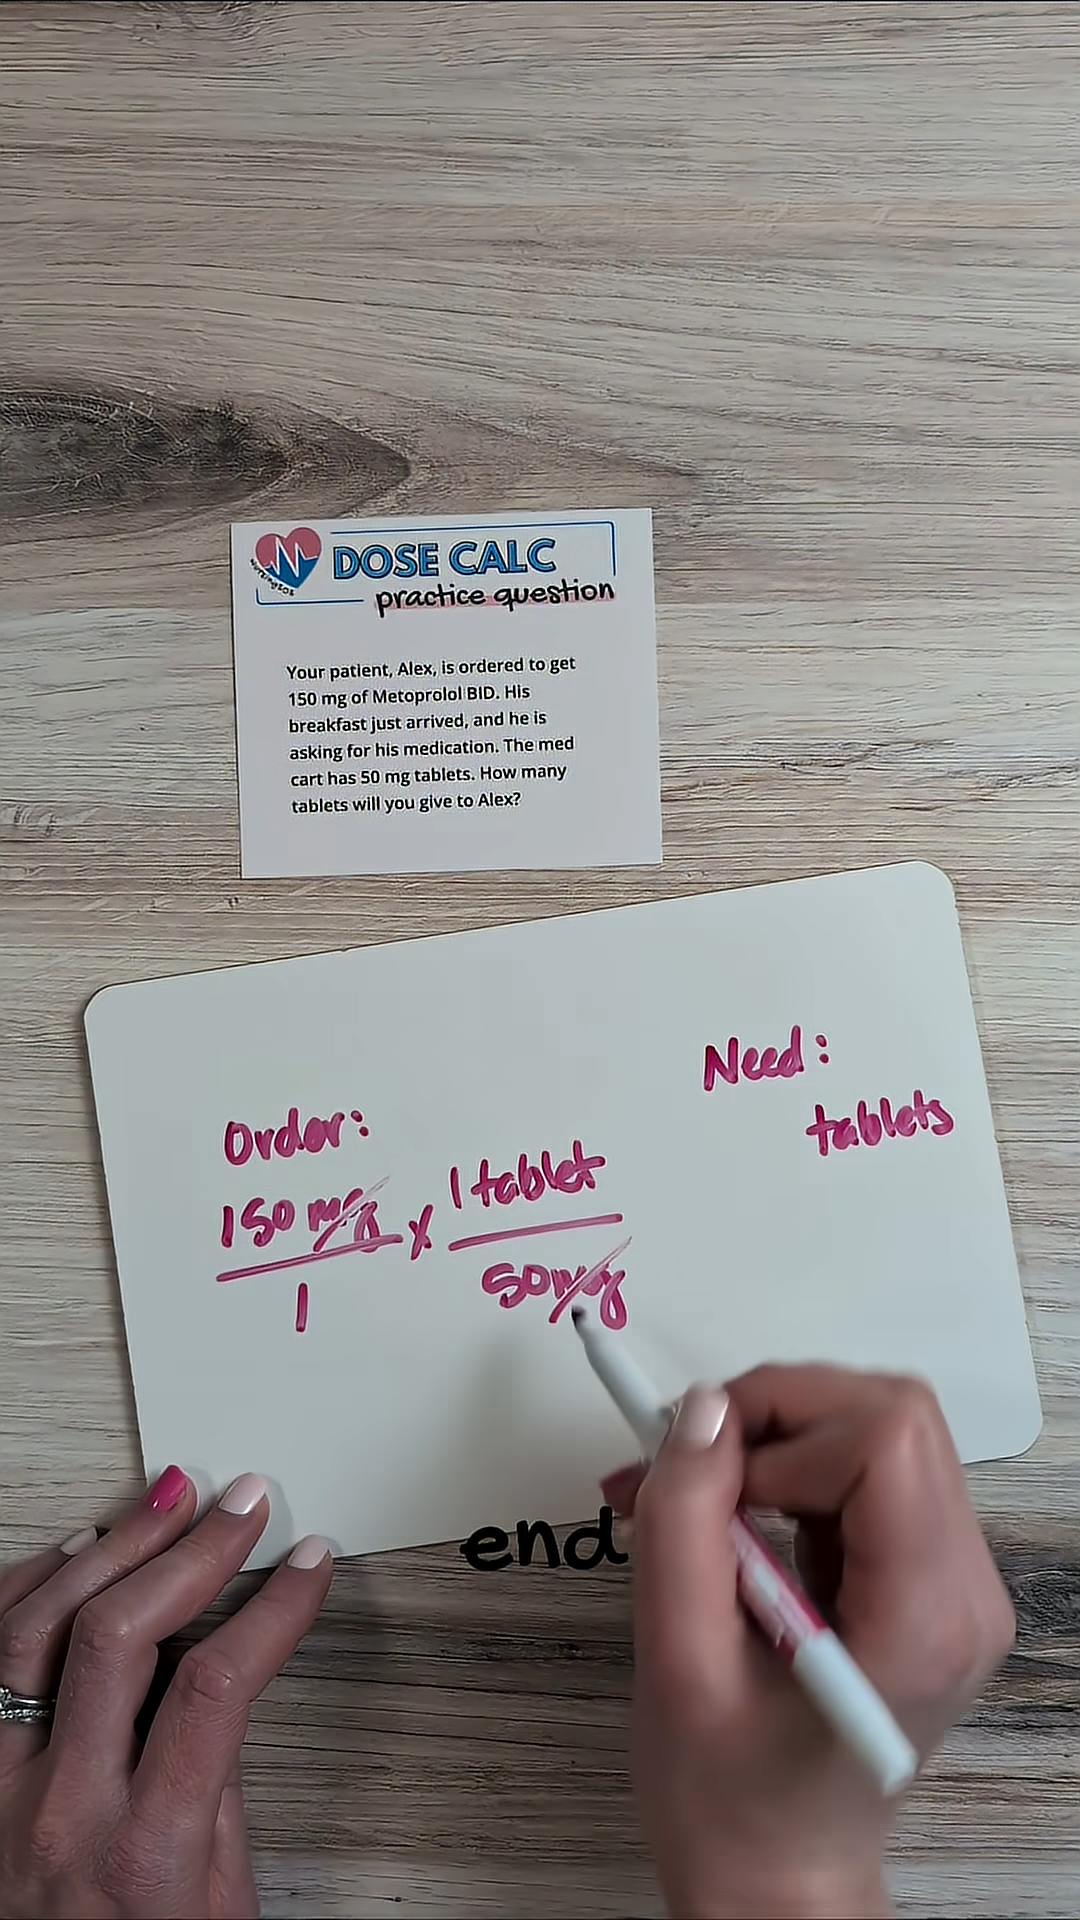 NURSING SOS
DOSE CALC
practice question
Your patient, Alex, is ordered to get
150 mg of Metoprolol BID. His
breakfast just arrived, and he is
asking for his medication. The med
cart has 50 mg tablets. How many
tablets will you give to Alex?
Need:
tablets
Order:
150 mg x 1 tablet
1 50 mg
end